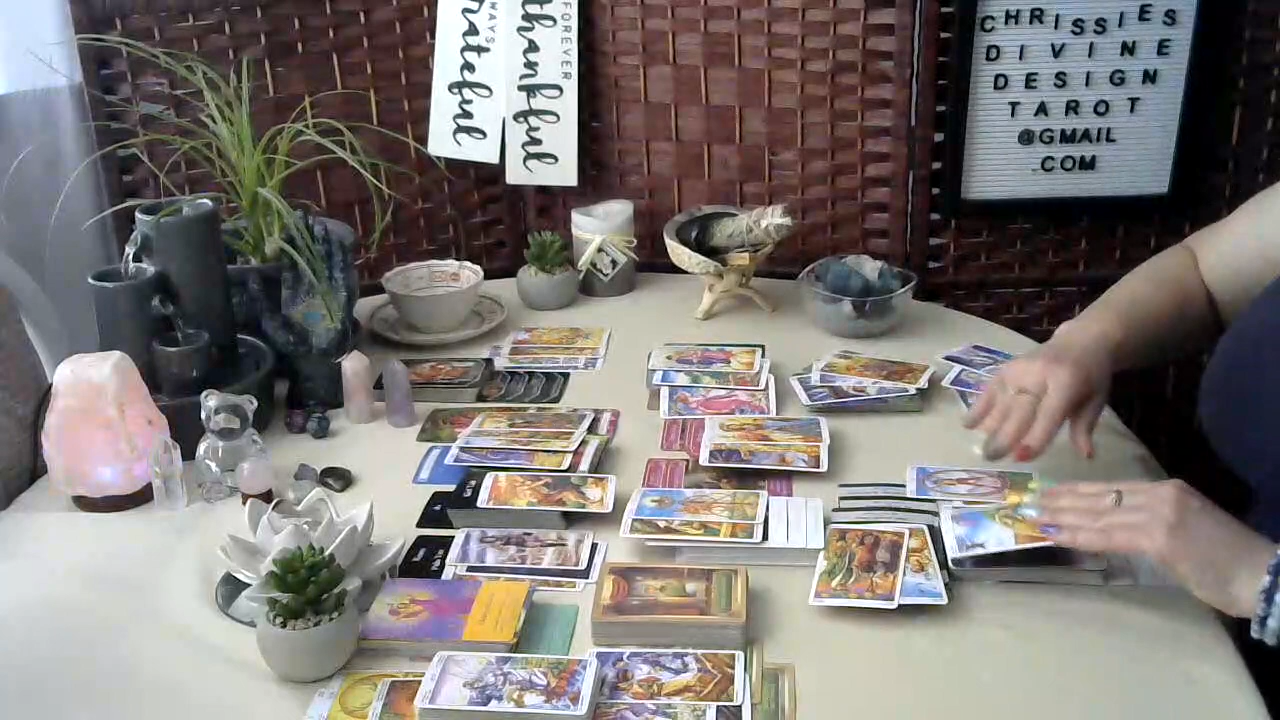 ALWAYS
grateful
FOREVER
thankful
CHRISSIES
DIVINE
DESIGN
TAROT
@GMAIL
.COM